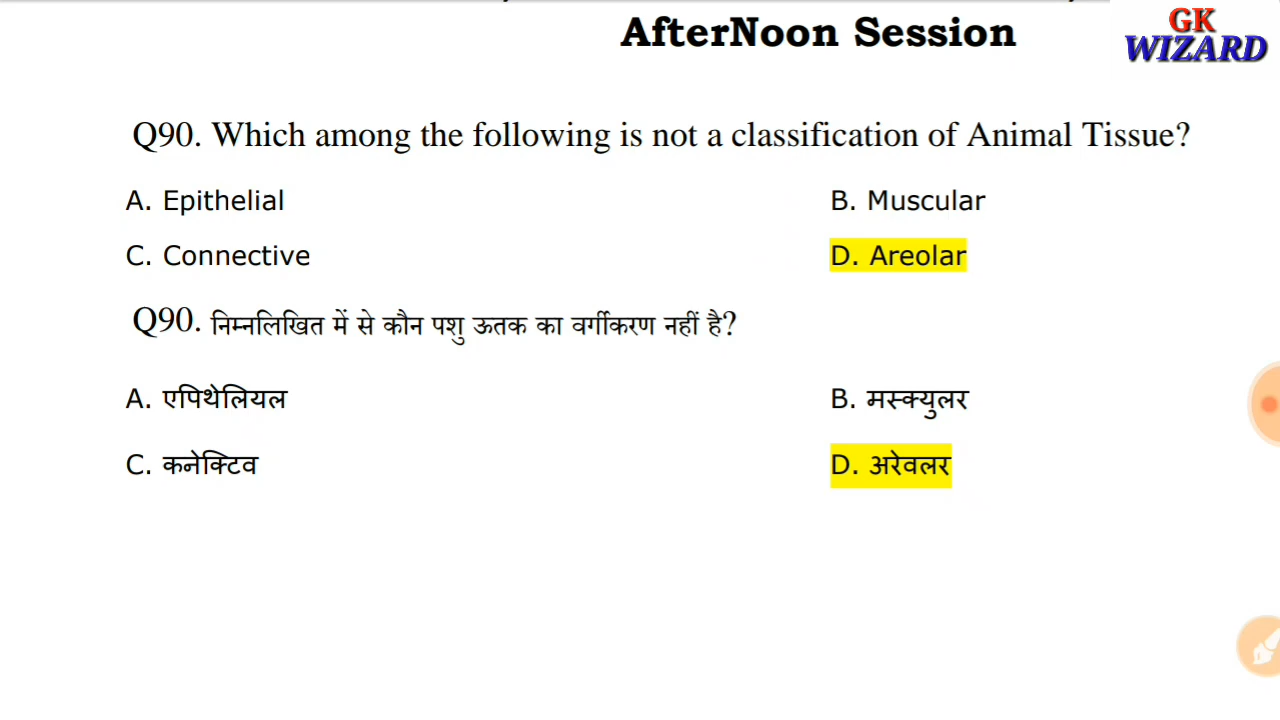 AfterNoon Session
GK
WIZARD
Q90. Which among the following is not a classification of Animal Tissue?
A. Epithelial
B. Muscular
C. Connective
D. Areolar
Q90. निम्नलिखित में से कौन पशु ऊतक का वर्गीकरण नहीं है?
A. एपिथेलियल
B. मस्क्युलर
C. कनेक्टिव
D. अरेवलर